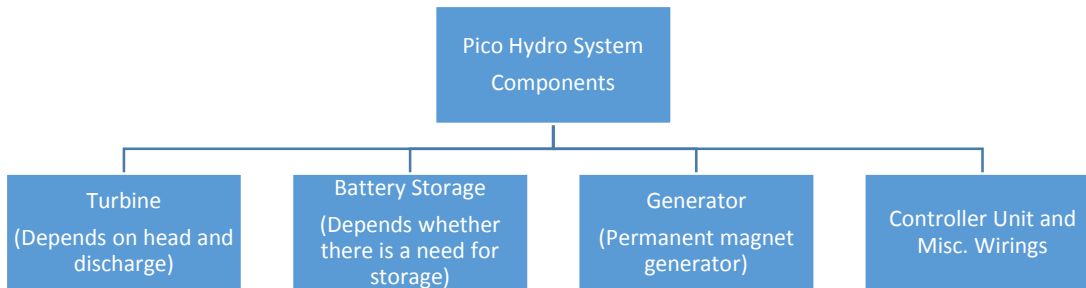 Pico Hydro System
Components
Turbine
(Depends on head and
discharge)
Battery Storage
(Depends whether
there is a need for
storage)
Generator
(Permanent magnet
generator)
Controller Unit and
Misc. Wirings